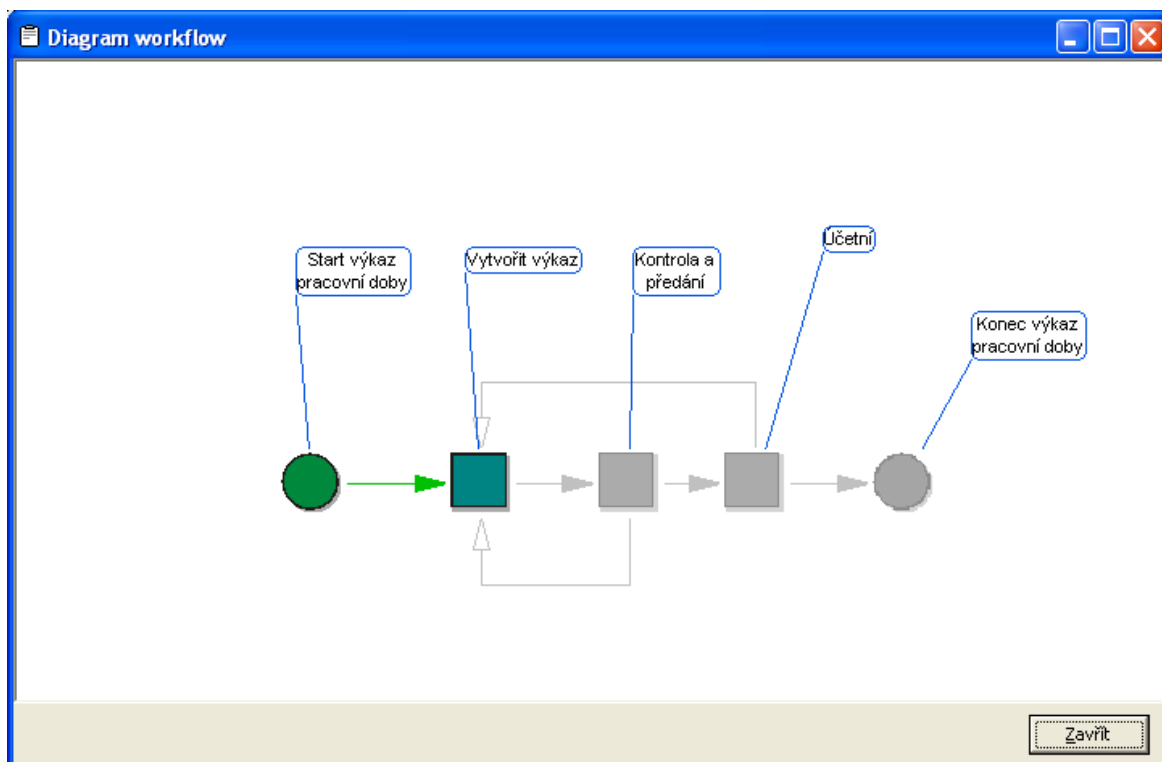 Diagram workflow
Start výkaz
pracovní doby
Vytvořit výkaz
Kontrola a
předání
Účetní
Konec výkaz
pracovní doby
Zavřít